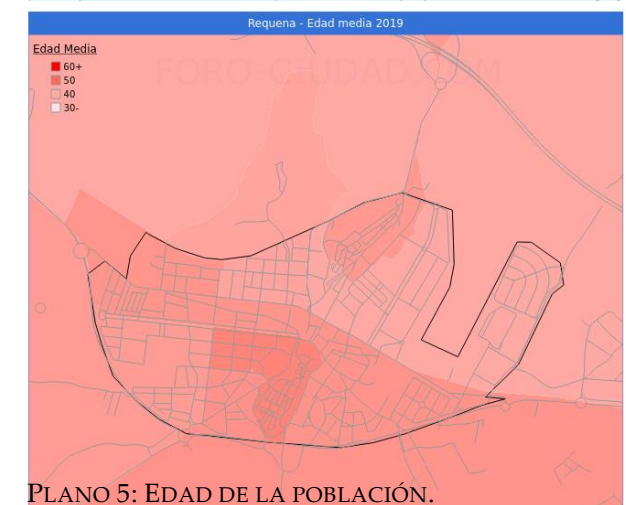 Requena - Edad media 2019
FORO-CIUDAD.COM
Edad Media
60+
50
40
30-
PLANO 5: EDAD DE LA POBLACIÓN.